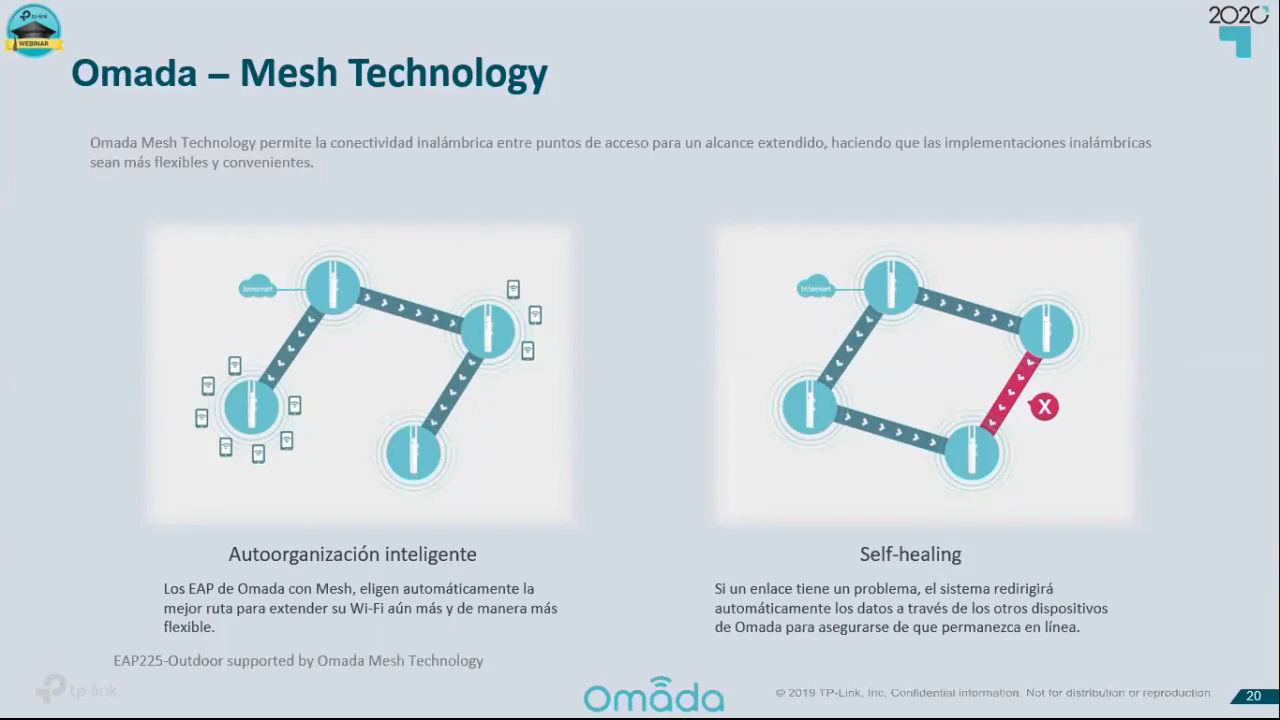 tp-link
WEBINAR
2020
Omada – Mesh Technology
Omada Mesh Technology permite la conectividad inalámbrica entre puntos de acceso para un alcance extendido, haciendo que las implementaciones inalámbricas
sean más flexibles y convenientes.
Internet
Internet
X
Autoorganización inteligente
Los EAP de Omada con Mesh, eligen automáticamente la
mejor ruta para extender su Wi-Fi aún más y de manera más
flexible.
Self-healing
Si un enlace tiene un problema, el sistema redirigirá
automáticamente los datos a través de los otros dispositivos
de Omada para asegurarse de que permanezca en línea.
EAP225-Outdoor supported by Omada Mesh Technology
tp-link
omada
© 2019 TP-Link, Inc. Confidential information. Not for distribution or reproduction.
20